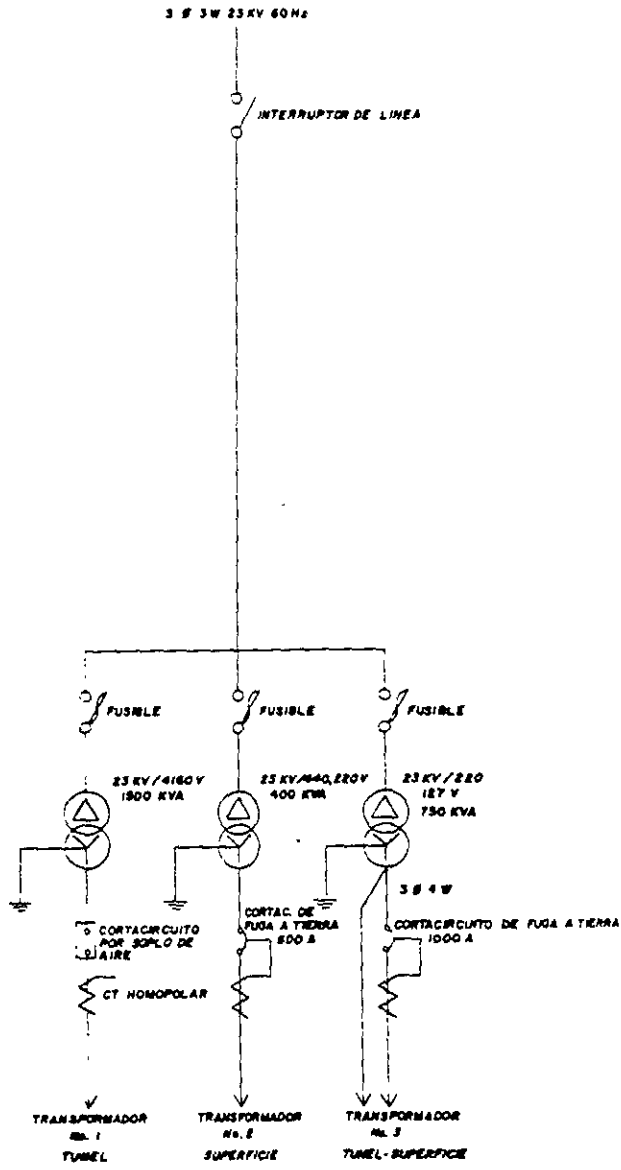 3 Ø 3W 23 KV 60 Hz
INTERRUPTOR DE LINEA
FUSIBLE
FUSIBLE
FUSIBLE
23 KV/4160 V
1500 KVA
23 KV/440,220V
400 KVA
23 KV/220
127 V
750 KVA
3 Ø 4 W
CORTACIRCUITO
POR SOPLO DE
AIRE
CORTAC. DE
FUGA A TIERRA
600 A
CORTACIRCUITO DE FUGA A TIERRA
1000 A
CT HOMOPOLAR
TRANSFORMADOR
No. 1
TUNEL
TRANSFORMADOR
No. 2
SUPERFICIE
TRANSFORMADOR
No. 3
TUNEL-SUPERFICIE